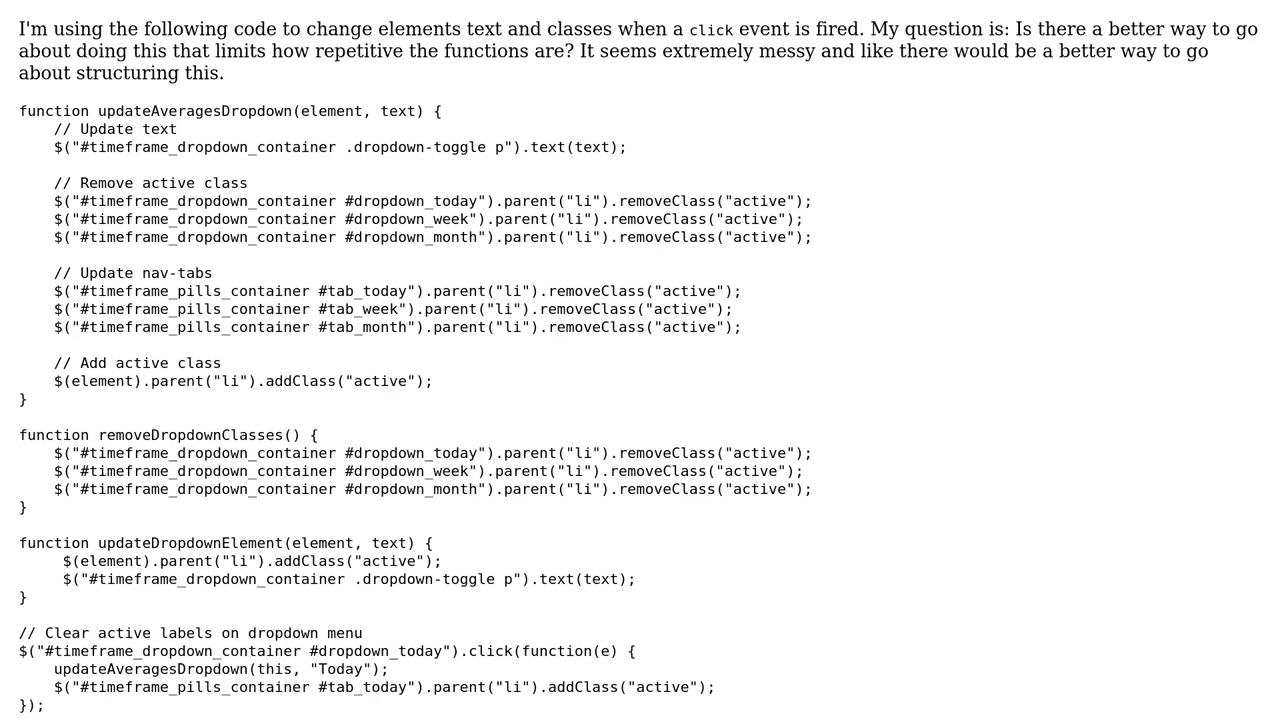 I'm using the following code to change elements text and classes when a click event is fired. My question is: Is there a better way to go
about doing this that limits how repetitive the functions are? It seems extremely messy and like there would be a better way to go
about structuring this.
function updateAveragesDropdown(element, text) {
    // Update text
    $("#timeframe_dropdown_container .dropdown-toggle p").text(text);
    // Remove active class
    $("#timeframe_dropdown_container #dropdown_today").parent("li").removeClass("active");
    $("#timeframe_dropdown_container #dropdown_week").parent("li").removeClass("active");
    $("#timeframe_dropdown_container #dropdown_month").parent("li").removeClass("active");
    // Update nav-tabs
    $("#timeframe_pills_container #tab_today").parent("li").removeClass("active");
    $("#timeframe_pills_container #tab_week").parent("li").removeClass("active");
    $("#timeframe_pills_container #tab_month").parent("li").removeClass("active");
    // Add active class
    $(element).parent("li").addClass("active");
}
function removeDropdownClasses() {
    $("#timeframe_dropdown_container #dropdown_today").parent("li").removeClass("active");
    $("#timeframe_dropdown_container #dropdown_week").parent("li").removeClass("active");
    $("#timeframe_dropdown_container #dropdown_month").parent("li").removeClass("active");
}
function updateDropdownElement(element, text) {
     $(element).parent("li").addClass("active");
     $("#timeframe_dropdown_container .dropdown-toggle p").text(text);
}
// Clear active labels on dropdown menu
$("#timeframe_dropdown_container #dropdown_today").click(function(e) {
    updateAveragesDropdown(this, "Today");
    $("#timeframe_pills_container #tab_today").parent("li").addClass("active");
});